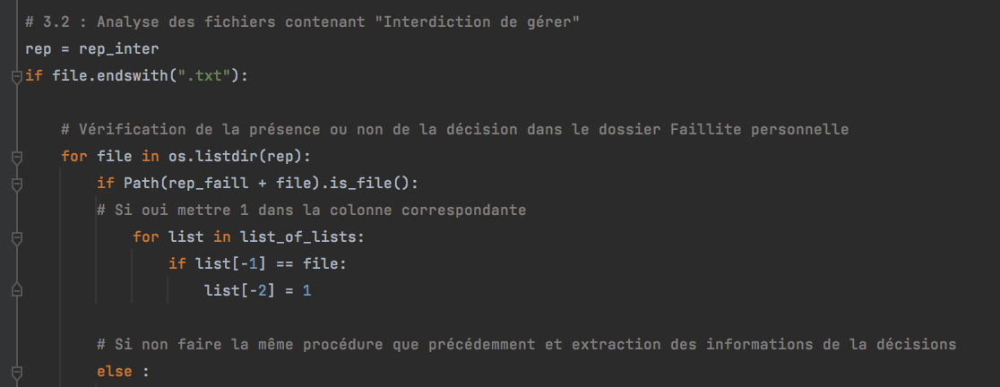 # 3.2 : Analyse des fichiers contenant "Interdiction de gérer"
rep = rep_inter
if file.endswith(".txt"):
# Vérification de la présence ou non de la décision dans le dossier Faillite personnelle
for file in os.listdir(rep):
if Path(rep_faill + file).is_file():
# Si oui mettre 1 dans la colonne correspondante
for list in list_of_lists:
if list[-1] == file:
list[-2] = 1
# Si non faire la même procédure que précédemment et extraction des informations de la décisions
else :